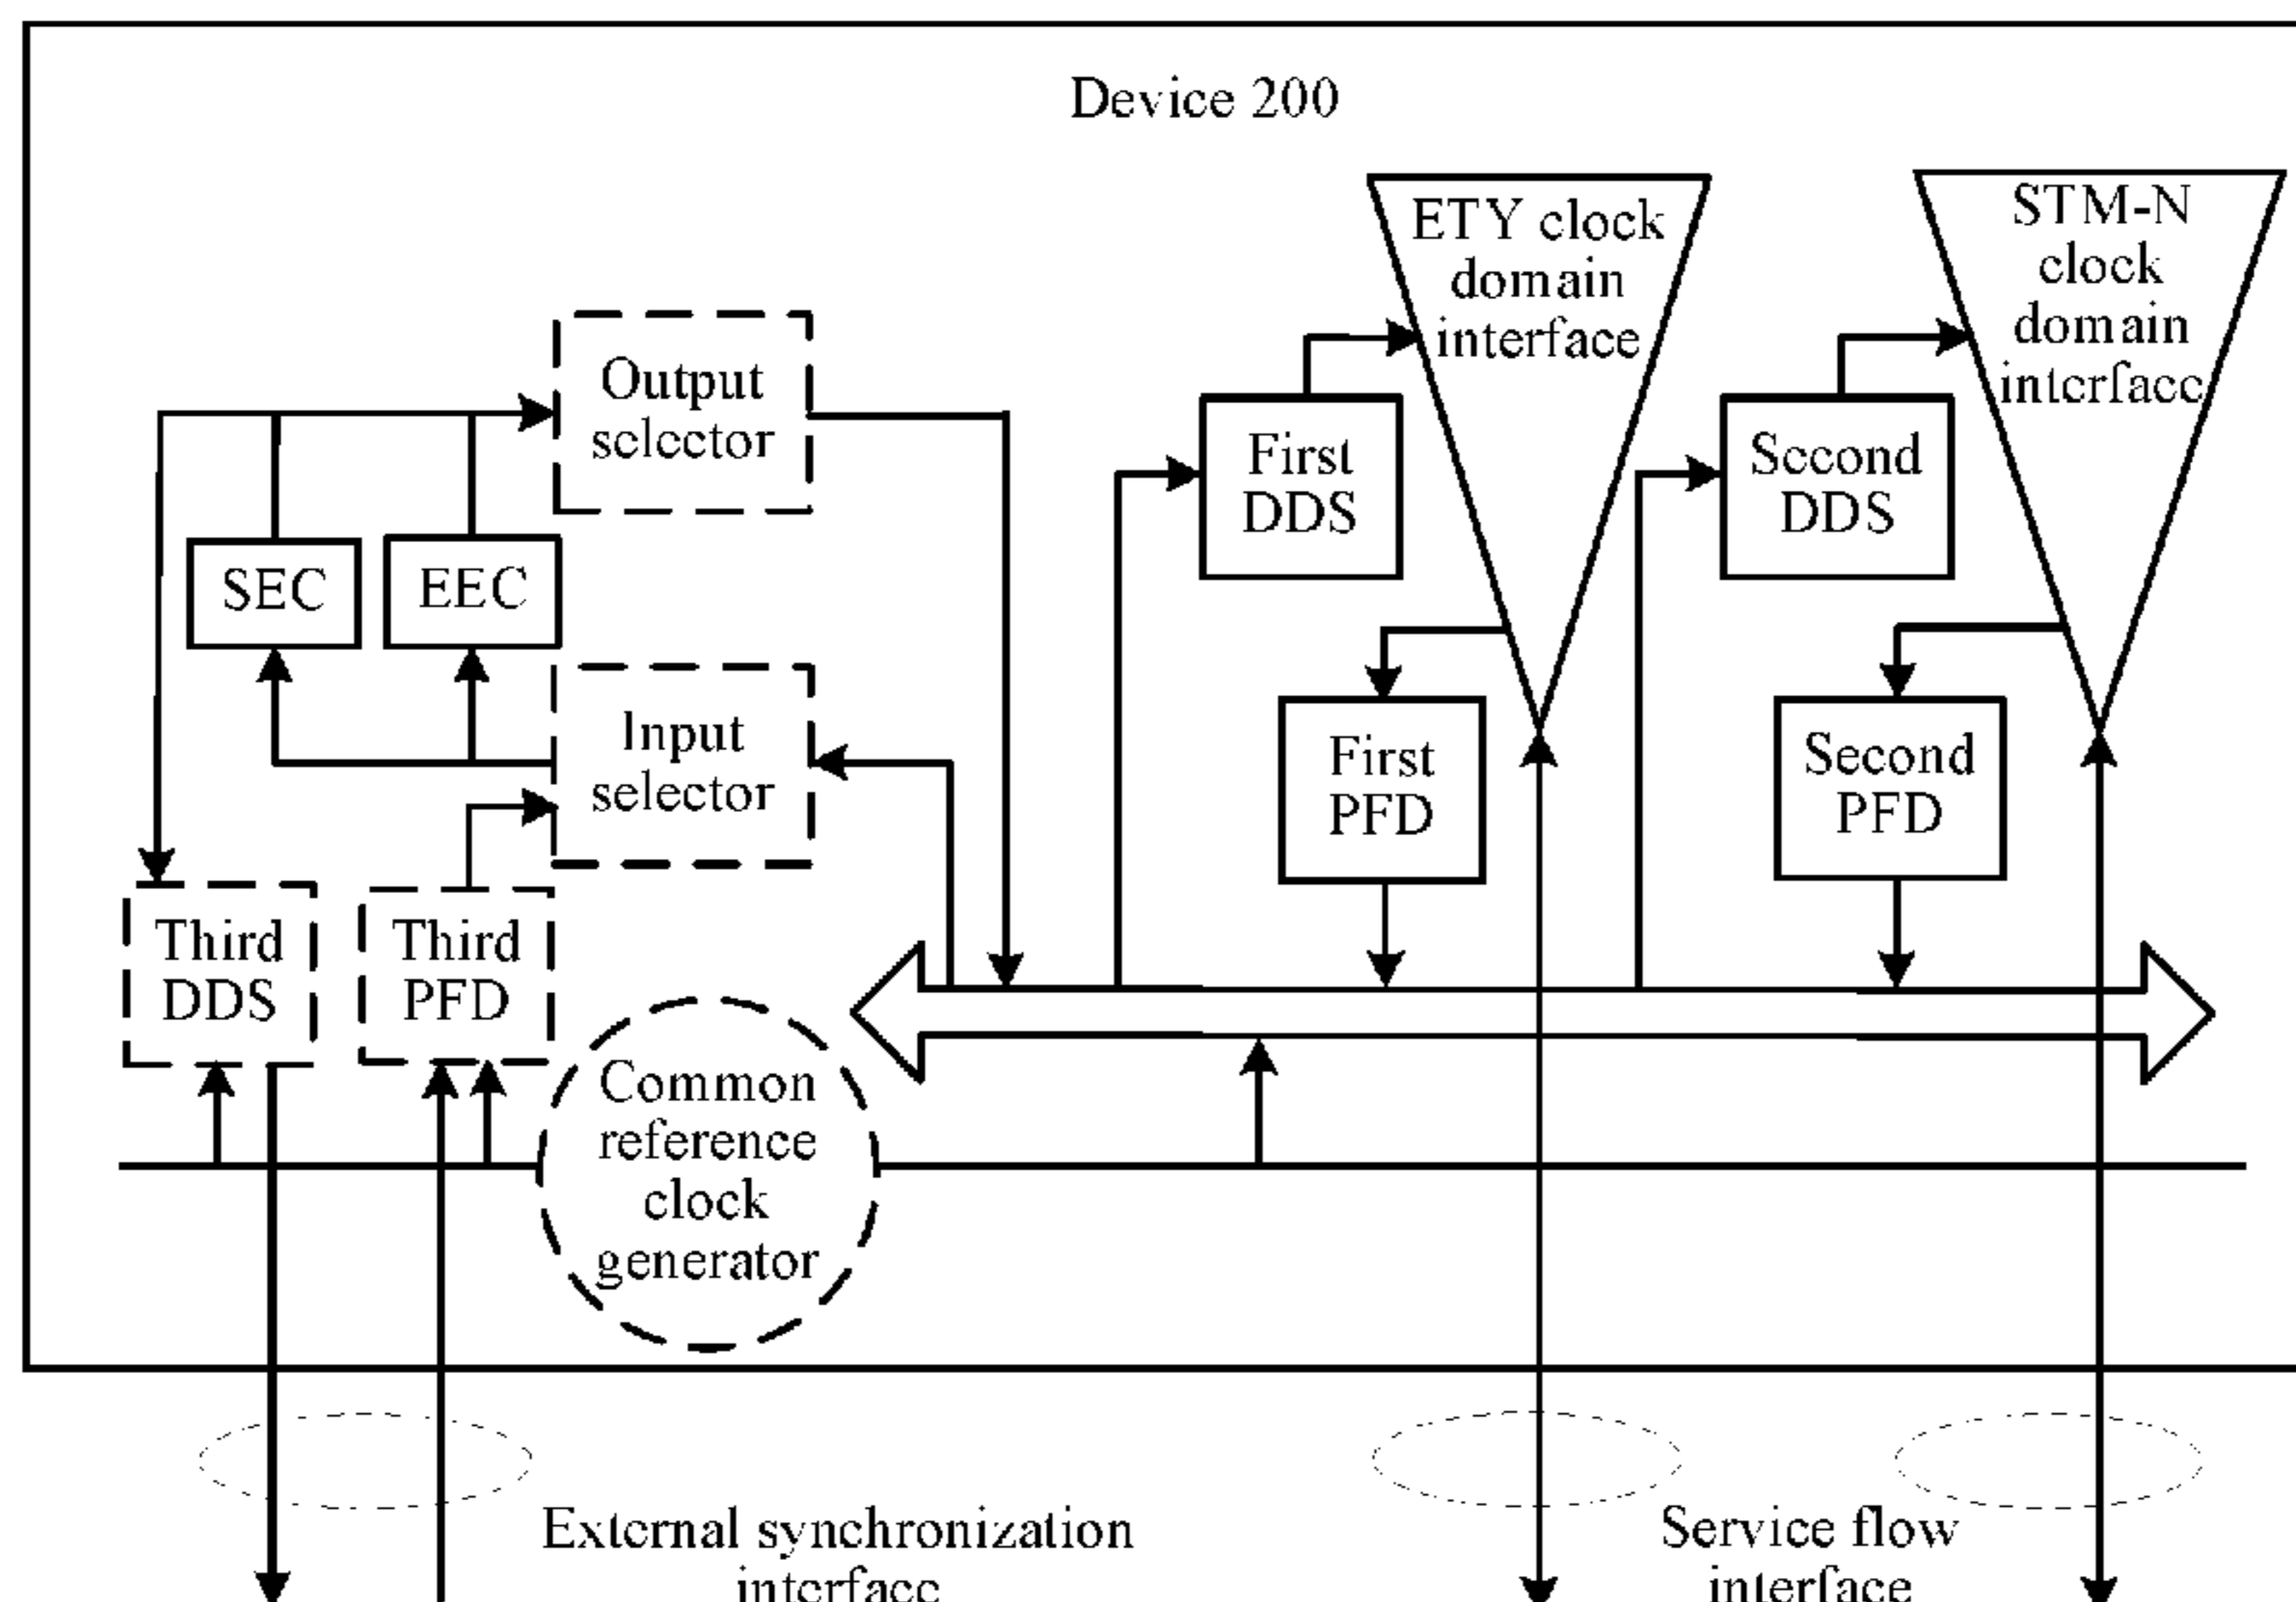 Device 200
ETY clock
domain
interface
STM-N
clock
domain
interface
Output
selector
First
DDS
Second
DDS
SEC
EEC
Input
selector
First
PFD
Second
PFD
Third
DDS
Third
PFD
Common
reference
clock
generator
External synchronization
interface
Service flow
interface